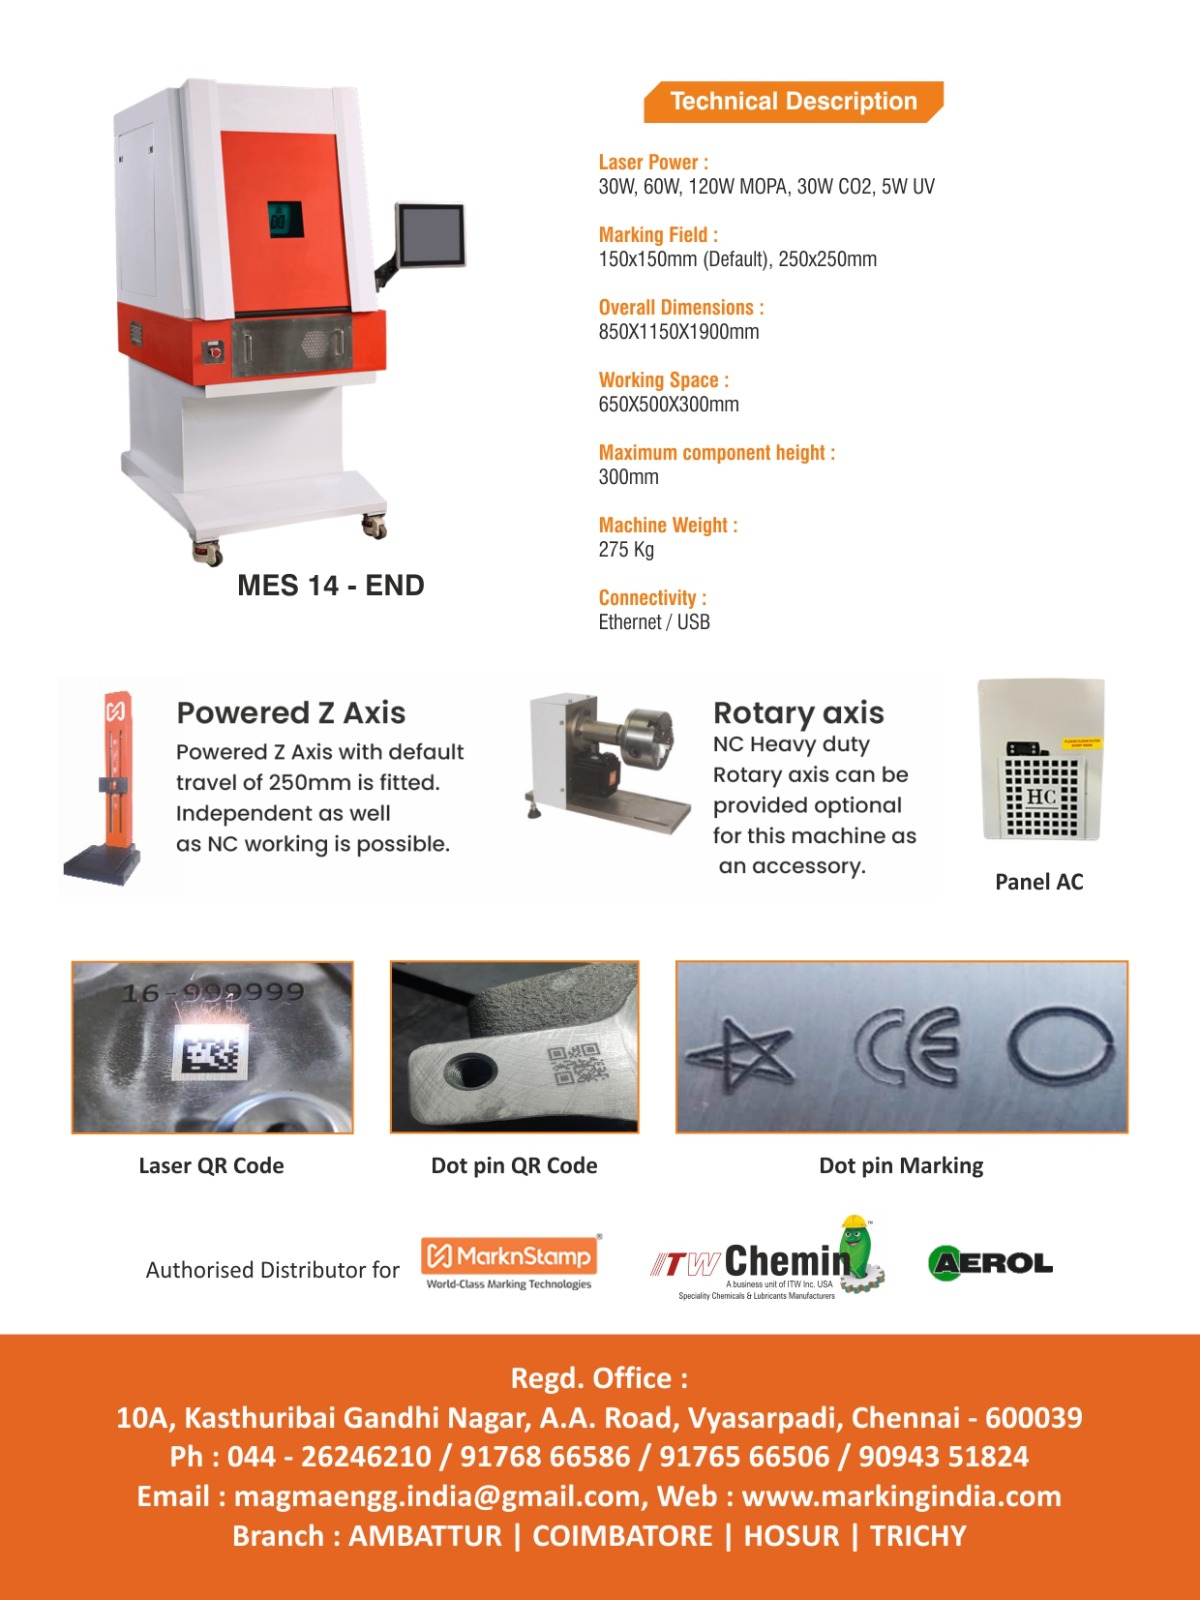 Technical Description
Laser Power :
30W, 60W, 120W MOPA, 30W CO2, 5W UV
Marking Field :
150x150mm (Default), 250x250mm
Overall Dimensions :
850X1150X1900mm
Working Space :
650X500X300mm
Maximum component height :
300mm
Machine Weight :
275 Kg
Connectivity :
Ethernet / USB
MES 14 - END
Powered Z Axis
Powered Z Axis with default
travel of 250mm is fitted.
Independent as well
as NC working is possible.
Rotary axis
NC Heavy duty
Rotary axis can be
provided optional
for this machine as
an accessory.
HC
Panel AC
16-999999
CE
Laser QR Code
Dot pin QR Code
Dot pin Marking
Authorised Distributor for
MarknStamp®
World-Class Marking Technologies
ITW Chemin™
A business unit of ITW Inc. USA
Speciality Chemicals & Lubricants Manufacturers
AEROL
Regd. Office :
10A, Kasthuribai Gandhi Nagar, A.A. Road, Vyasarpadi, Chennai - 600039
Ph : 044 - 26246210 / 91768 66586 / 91765 66506 / 90943 51824
Email : magmaengg.india@gmail.com, Web : www.markingindia.com
Branch : AMBATTUR | COIMBATORE | HOSUR | TRICHY